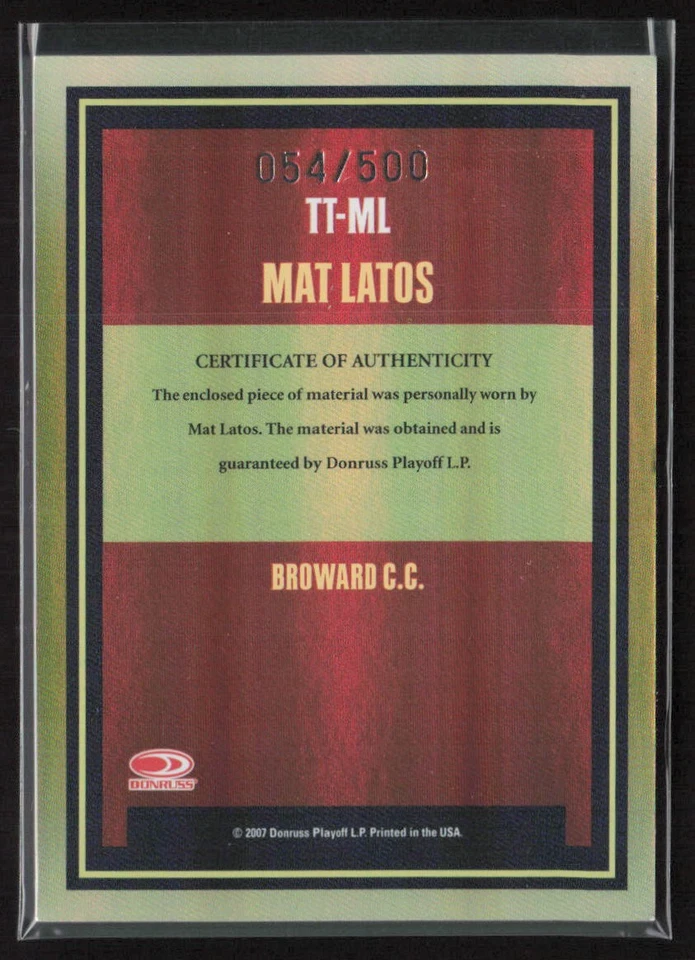 054/500
TT-ML
MAT LATOS
CERTIFICATE OF AUTHENTICITY
The enclosed piece of material was personally worn by
Mat Latos. The material was obtained and is
guaranteed by Donruss Playoff L.P.
BROWARD C.C.
DONRUSS
© 2007 Donruss Playoff L.P. Printed in the USA.